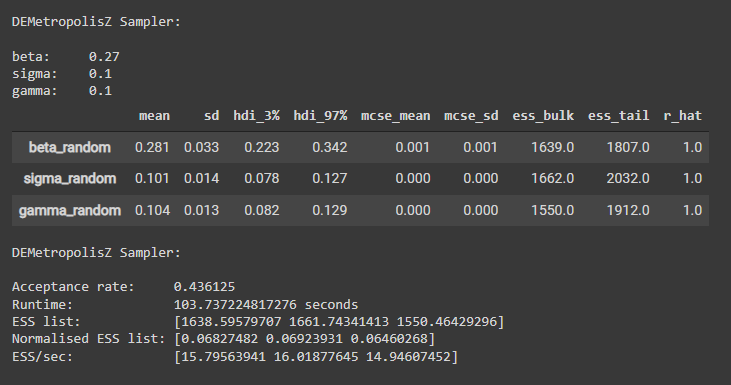 DEMetropolisZ Sampler:
beta: 0.27
sigma: 0.1
gamma: 0.1
mean sd hdi_3% hdi_97% mcse_mean mcse_sd ess_bulk ess_tail r_hat
beta_random 0.281 0.033 0.223 0.342 0.001 0.001 1639.0 1807.0 1.0
sigma_random 0.101 0.014 0.078 0.127 0.000 0.000 1662.0 2032.0 1.0
gamma_random 0.104 0.013 0.082 0.129 0.000 0.000 1550.0 1912.0 1.0
DEMetropolisZ Sampler:
Acceptance rate: 0.436125
Runtime: 103.737224817276 seconds
ESS list: [1638.59579707 1661.74341413 1550.46429296]
Normalised ESS list: [0.06827482 0.06923931 0.06460268]
ESS/sec: [15.79563941 16.01877645 14.94607452]